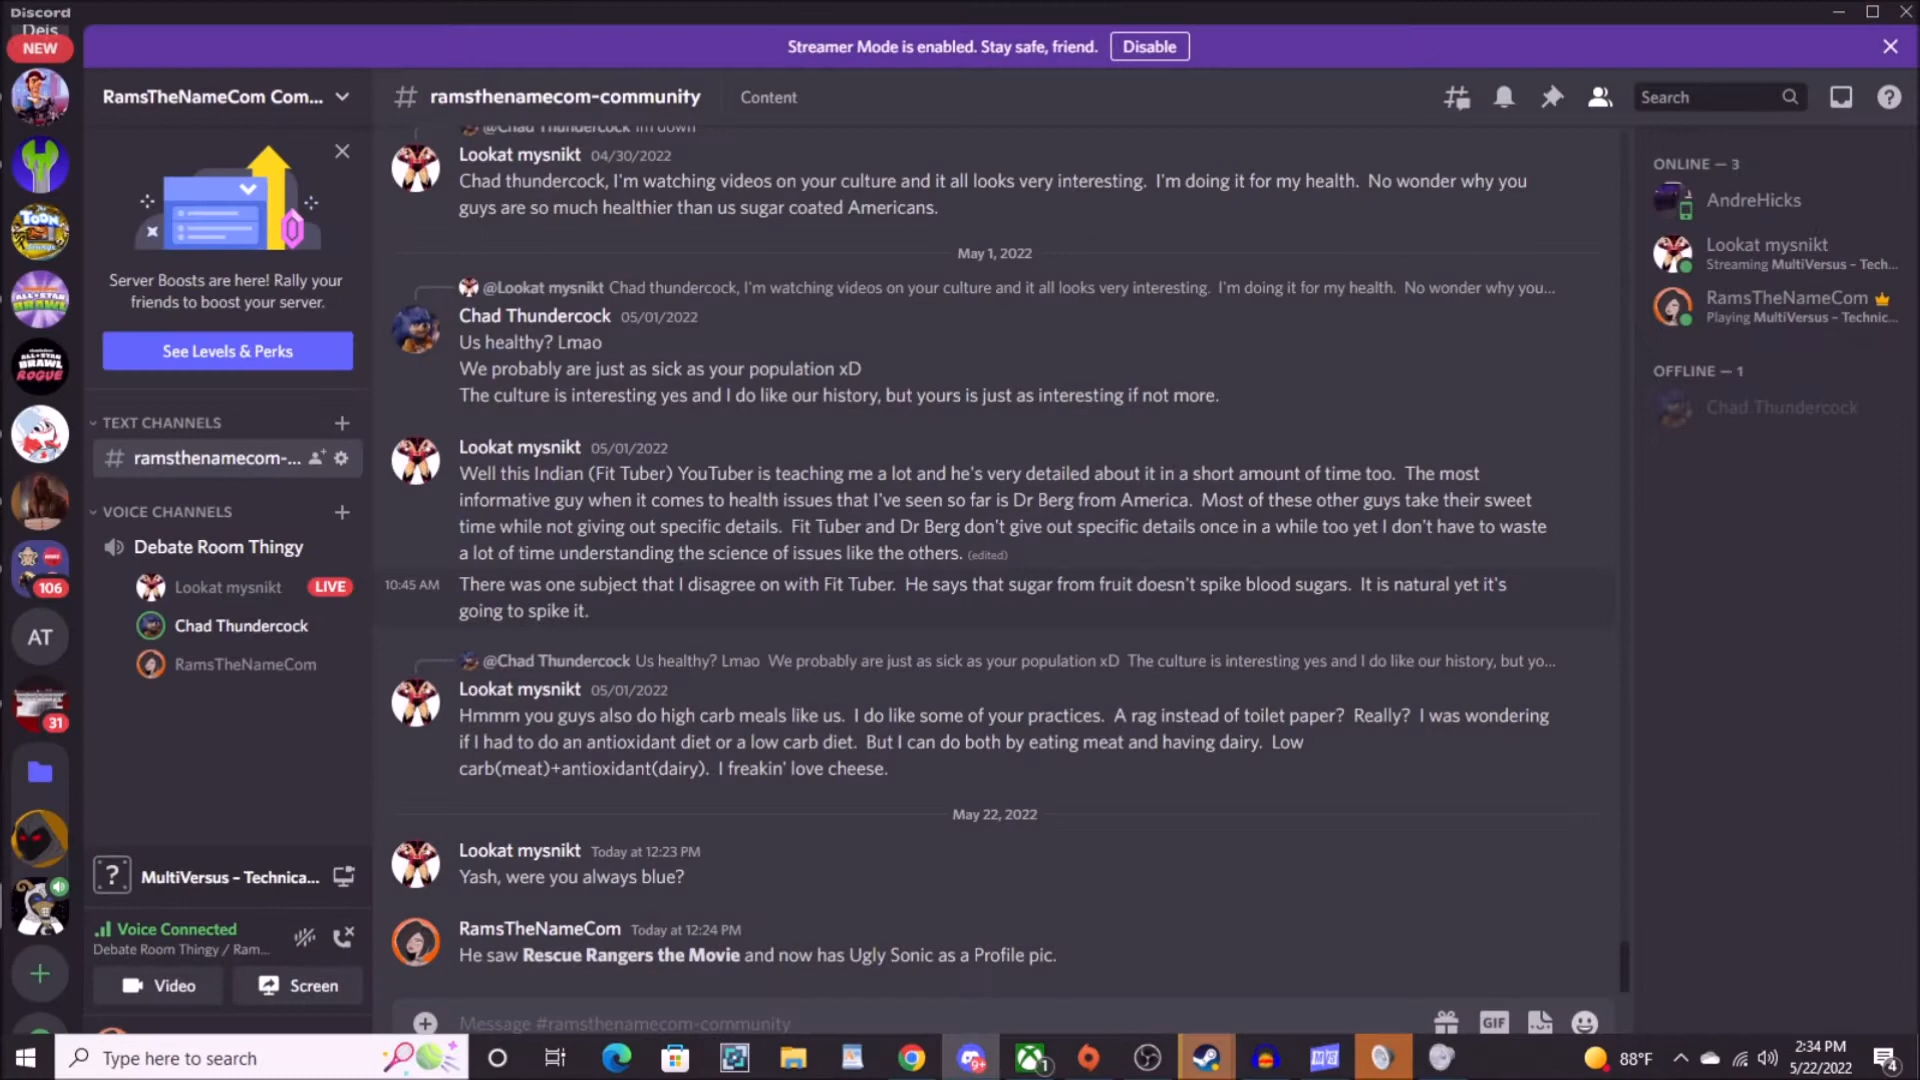 Discord
Deis
NEW
Streamer Mode is enabled. Stay safe, friend.
Disable
RamsTheNameCom Com...
ramsthenamecom-community
Content
Search
Server Boosts are here! Rally your
friends to boost your server.
See Levels & Perks
TEXT CHANNELS
ramsthenamecom-...
VOICE CHANNELS
Debate Room Thingy
Lookat mysnikt
LIVE
Chad Thundercock
RamsTheNameCom
TOON
ALL-STAR
BRAWL
ALL-STAR
BRAWL
ROGUE
106
AT
31
MultiVersus – Technica...
Voice Connected
Debate Room Thingy / Ram...
Video
Screen
@Chad Thundercock im down
Lookat mysnikt 04/30/2022
Chad thundercock, I'm watching videos on your culture and it all looks very interesting. I'm doing it for my health. No wonder why you
guys are so much healthier than us sugar coated Americans.
May 1, 2022
@Lookat mysnikt Chad thundercock, I'm watching videos on your culture and it all looks very interesting. I'm doing it for my health. No wonder why you...
Chad Thundercock 05/01/2022
Us healthy? Lmao
We probably are just as sick as your population xD
The culture is interesting yes and I do like our history, but yours is just as interesting if not more.
Lookat mysnikt 05/01/2022
Well this Indian (Fit Tuber) YouTuber is teaching me a lot and he's very detailed about it in a short amount of time too. The most
informative guy when it comes to health issues that I've seen so far is Dr Berg from America. Most of these other guys take their sweet
time while not giving out specific details. Fit Tuber and Dr Berg don't give out specific details once in a while too yet I don't have to waste
a lot of time understanding the science of issues like the others. (edited)
10:45 AM There was one subject that I disagree on with Fit Tuber. He says that sugar from fruit doesn't spike blood sugars. It is natural yet it's
going to spike it.
@Chad Thundercock Us healthy? Lmao We probably are just as sick as your population xD The culture is interesting yes and I do like our history, but yo...
Lookat mysnikt 05/01/2022
Hmmm you guys also do high carb meals like us. I do like some of your practices. A rag instead of toilet paper? Really? I was wondering
if I had to do an antioxidant diet or a low carb diet. But I can do both by eating meat and having dairy. Low
carb(meat)+antioxidant(dairy). I freakin' love cheese.
May 22, 2022
Lookat mysnikt Today at 12:23 PM
Yash, were you always blue?
RamsTheNameCom Today at 12:24 PM
He saw Rescue Rangers the Movie and now has Ugly Sonic as a Profile pic.
Message #ramsthenamecom-community
GIF
ONLINE — 3
AndreHicks
Lookat mysnikt
Streaming MultiVersus – Tech...
RamsTheNameCom
Playing MultiVersus – Technic...
OFFLINE — 1
Chad Thundercock
Type here to search
9+
1
88°F
2:34 PM
5/22/2022
4